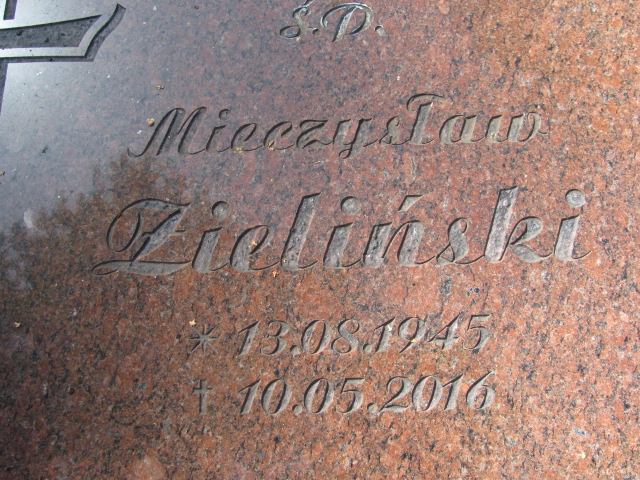 Ś.P.
Mieczysław
Zieliński
* 13.08.1945
† 10.05.2016